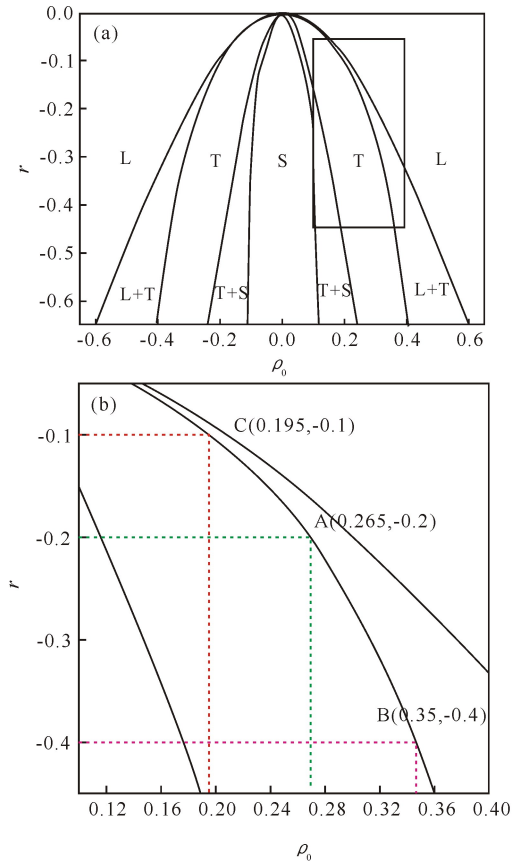 0.0
(a)
-0.1
-0.2
-0.3
-0.4
-0.5
-0.6
r
L
T
S
T
L
L+T
T+S
T+S
L+T
-0.6
-0.4
-0.2
0.0
0.2
0.4
0.6
ρ₀
(b)
C(0.195,-0.1)
-0.1
A(0.265,-0.2)
-0.2
r
-0.3
B(0.35,-0.4)
-0.4
0.12
0.16
0.20
0.24
0.28
0.32
0.36
0.40
ρ₀